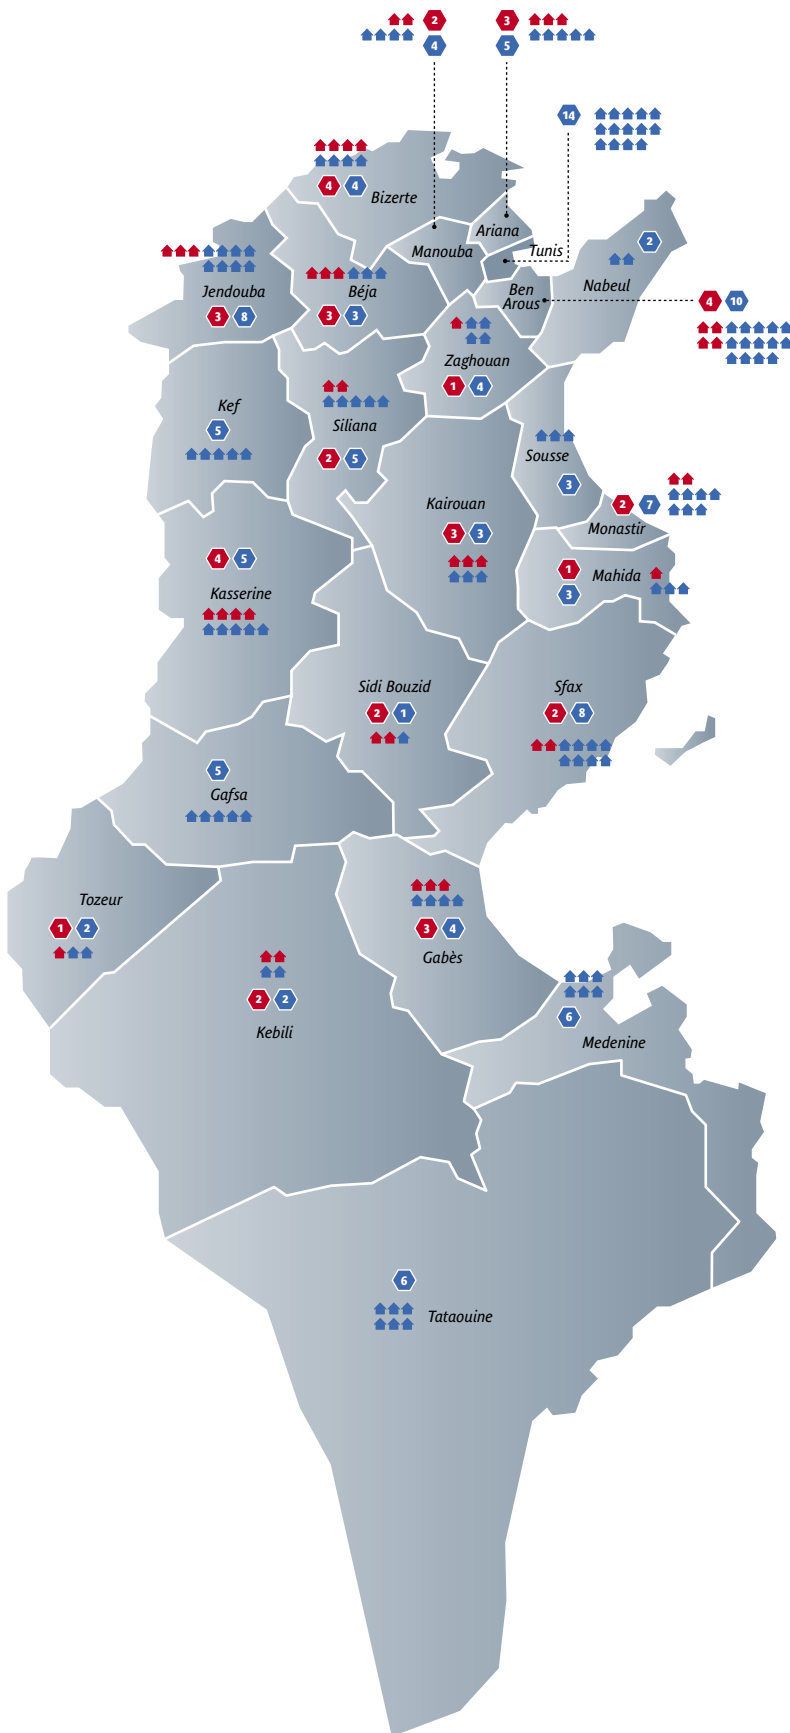 2
3
4
5
14
4
4
Bizerte
Ariana
Manouba
Tunis
2
Nabeul
Jendouba
3
8
Béja
3
3
Ben
Arous
4
10
Zaghouan
1
4
Kef
5
Siliana
2
5
Sousse
3
Kairouan
3
3
2
7
Monastir
4
5
Kasserine
1
Mahida
3
Sidi Bouzid
2
1
Sfax
2
8
5
Gafsa
Tozeur
1
2
3
4
Gabès
2
2
Kebili
6
Medenine
6
Tataouine